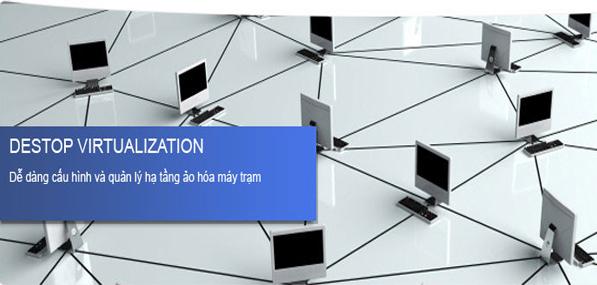 DESTOP VIRTUALIZATION
Dễ dàng cấu hình và quản lý hạ tầng ảo hóa máy trạm